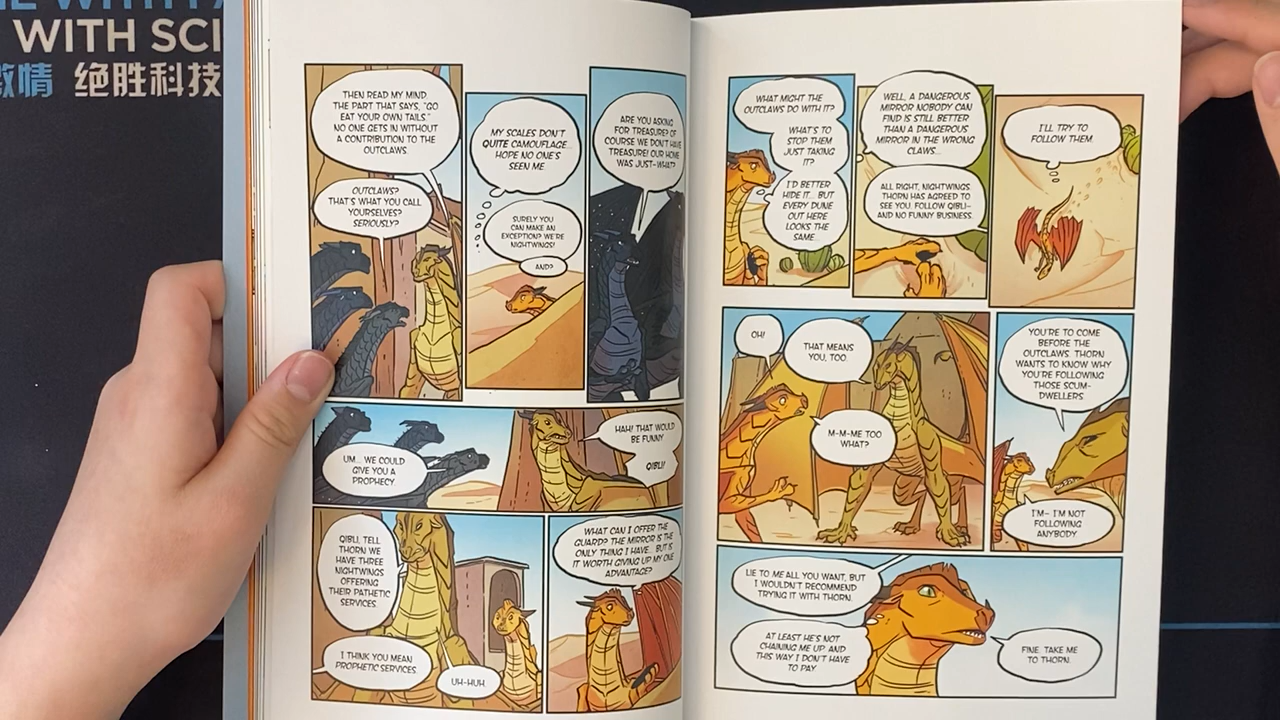 WITH SCI
激情 绝胜科技
THEN READ MY MIND.
THE PART THAT SAYS, "GO
EAT YOUR OWN TAILS."
NO ONE GETS IN WITHOUT
A CONTRIBUTION TO THE
OUTCLAWS.
OUTCLAWS?
THAT'S WHAT YOU CALL
YOURSELVES?
SERIOUSLY?
MY SCALES DON'T
QUITE CAMOUFLAGE...
HOPE NO ONE'S
SEEN ME.
SURELY YOU
CAN MAKE AN
EXCEPTION? WE'RE
NIGHTWINGS!
AND?
ARE YOU ASKING
FOR TREASURE? OF
COURSE WE DON'T HAVE
TREASURE! OUR HOME
WAS JUST—WHAT?
UM... WE COULD
GIVE YOU A
PROPHECY.
HAH! THAT WOULD
BE FUNNY.
QIBLI!
QIBLI, TELL
THORN WE
HAVE THREE
NIGHTWINGS
OFFERING
THEIR PATHETIC
SERVICES.
I THINK YOU MEAN
PROPHETIC SERVICES.
UH-HUH.
WHAT CAN I OFFER THE
GUARD? THE MIRROR IS THE
ONLY THING I HAVE... BUT IS
IT WORTH GIVING UP MY ONE
ADVANTAGE?
WHAT MIGHT THE
OUTCLAWS DO WITH IT?
WHAT'S TO
STOP THEM
JUST TAKING
IT?
I'D BETTER
HIDE IT... BUT
EVERY DUNE
OUT HERE
LOOKS THE
SAME...
WELL, A DANGEROUS
MIRROR NOBODY CAN
FIND IS STILL BETTER
THAN A DANGEROUS
MIRROR IN THE WRONG
CLAWS...
ALL RIGHT, NIGHTWINGS.
THORN HAS AGREED TO
SEE YOU. FOLLOW QIBLI—
AND NO FUNNY BUSINESS.
I'LL TRY TO
FOLLOW THEM.
OH!
THAT MEANS
YOU, TOO.
M-M-ME TOO
WHAT?
YOU'RE TO COME
BEFORE THE
OUTCLAWS. THORN
WANTS TO KNOW WHY
YOU'RE FOLLOWING
THOSE SCUM-
DWELLERS.
I'M- I'M NOT
FOLLOWING
ANYBODY.
LIE TO ME ALL YOU WANT, BUT
I WOULDN'T RECOMMEND
TRYING IT WITH THORN.
AT LEAST HE'S NOT
CHAINING ME UP. AND
THIS WAY I DON'T HAVE
TO PAY.
FINE. TAKE ME
TO THORN.